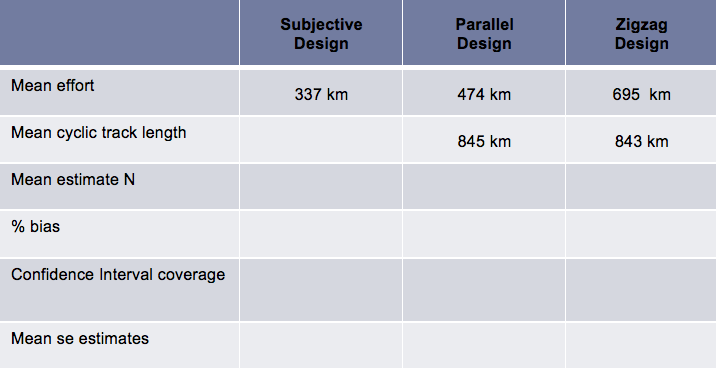 Subjective Design Parallel Design Zigzag Design
Mean effort 337 km 474 km 695 km
Mean cyclic track length 845 km 843 km
Mean estimate N
% bias
Confidence Interval coverage
Mean se estimates